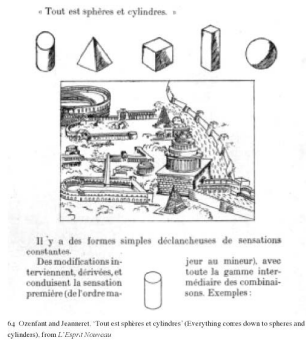 « Tout est sphères et cylindres. »
Il y a des formes simples déclancheuses de sensations
constantes.
Des modifications in-
terviennent, dérivées, et
conduisent la sensation
première (de l'ordre ma-
jeur au mineur), avec
toute la gamme inter-
médiaire des combinai-
sons. Exemples :
64 Ozenfant and Jeanneret. 'Tout est sphères et cylindres' (Everything comes down to spheres and
cylinders), from L'Esprit Nouveau